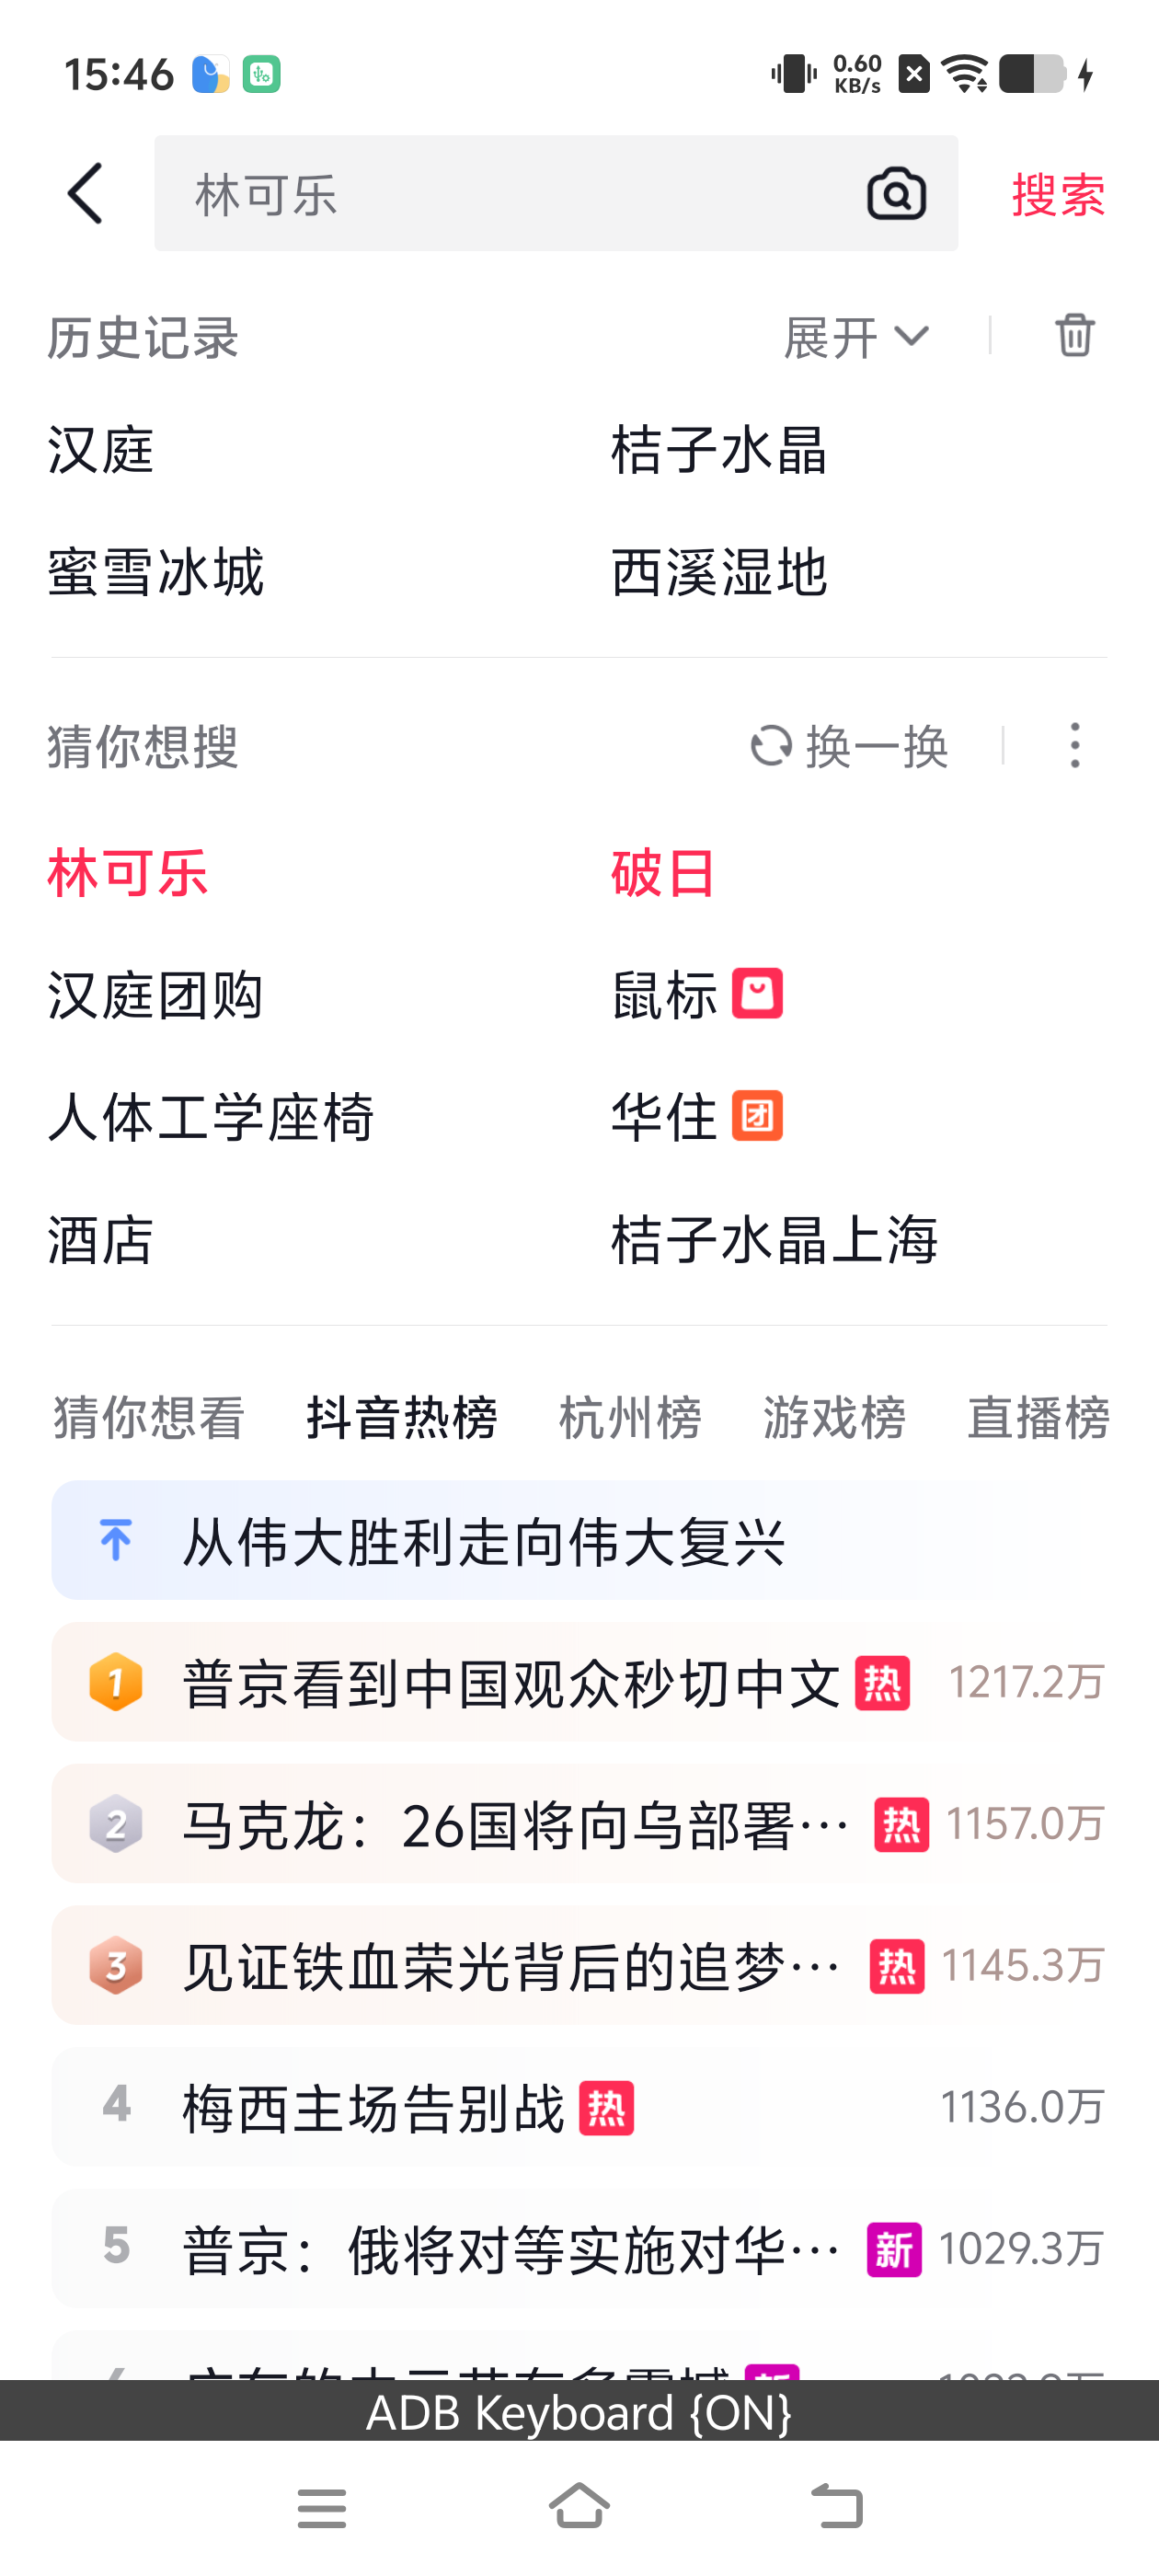 15:46 0.60 KB/s
林可乐 搜索
历史记录 展开
汉庭 桔子水晶
蜜雪冰城 西溪湿地
猜你想搜 换一换
林可乐 破日
汉庭团购 鼠标
人体工学座椅 华住 团
酒店 桔子水晶上海
猜你想看 抖音热榜 杭州榜 游戏榜 直播榜
从伟大胜利走向伟大复兴
1 普京看到中国观众秒切中文 热 1217.2万
2 马克龙：26国将向乌部署… 热 1157.0万
3 见证铁血荣光背后的追梦… 热 1145.3万
4 梅西主场告别战 热 1136.0万
5 普京：俄将对等实施对华… 新 1029.3万
ADB Keyboard {ON}